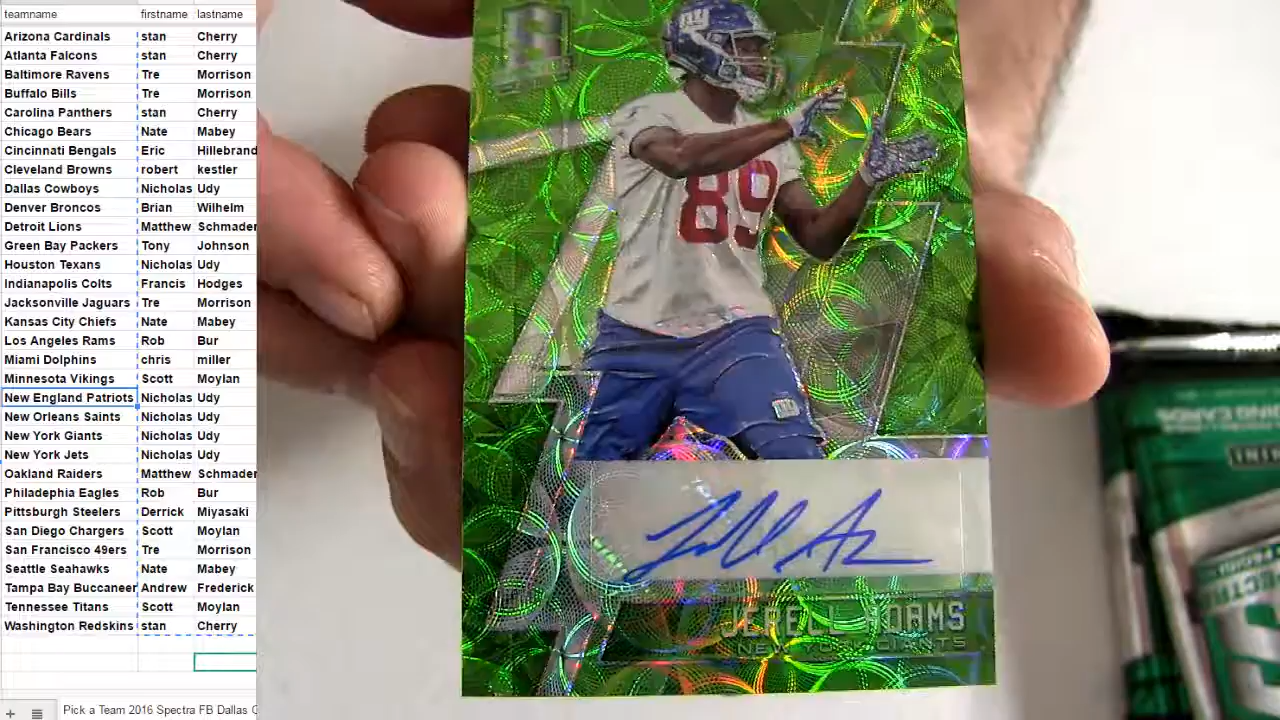 teamname firstname lastname
Arizona Cardinals stan Cherry
Atlanta Falcons stan Cherry
Baltimore Ravens Tre Morrison
Buffalo Bills Tre Morrison
Carolina Panthers stan Cherry
Chicago Bears Nate Mabey
Cincinnati Bengals Eric Hillebrand
Cleveland Browns robert kestler
Dallas Cowboys Nicholas Udy
Denver Broncos Brian Wilhelm
Detroit Lions Matthew Schmader
Green Bay Packers Tony Johnson
Houston Texans Nicholas Udy
Indianapolis Colts Francis Hodges
Jacksonville Jaguars Tre Morrison
Kansas City Chiefs Nate Mabey
Los Angeles Rams Rob Bur
Miami Dolphins chris miller
Minnesota Vikings Scott Moylan
New England Patriots Nicholas Udy
New Orleans Saints Nicholas Udy
New York Giants Nicholas Udy
New York Jets Nicholas Udy
Oakland Raiders Matthew Schmader
Philadephia Eagles Rob Bur
Pittsburgh Steelers Derrick Miyasaki
San Diego Chargers Scott Moylan
San Francisco 49ers Tre Morrison
Seattle Seahawks Nate Mabey
Tampa Bay Buccaneer Andrew Frederick
Tennessee Titans Scott Moylan
Washington Redskins stan Cherry
Pick a Team 2016 Spectra FB Dallas
ny
89
ny
JERELL ADAMS
NEW YORK GIANTS